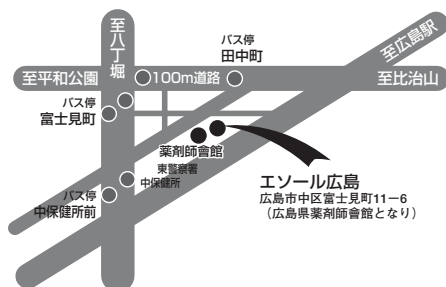 至八丁堀
バス停
田中町
至広島駅
至平和公園
100m道路
至比治山
バス停
富士見町
薬剤師會館
東警察署
中保健所
バス停
中保健所前
エソール広島
広島市中区富士見町11−6
（広島県薬剤師會館となり）